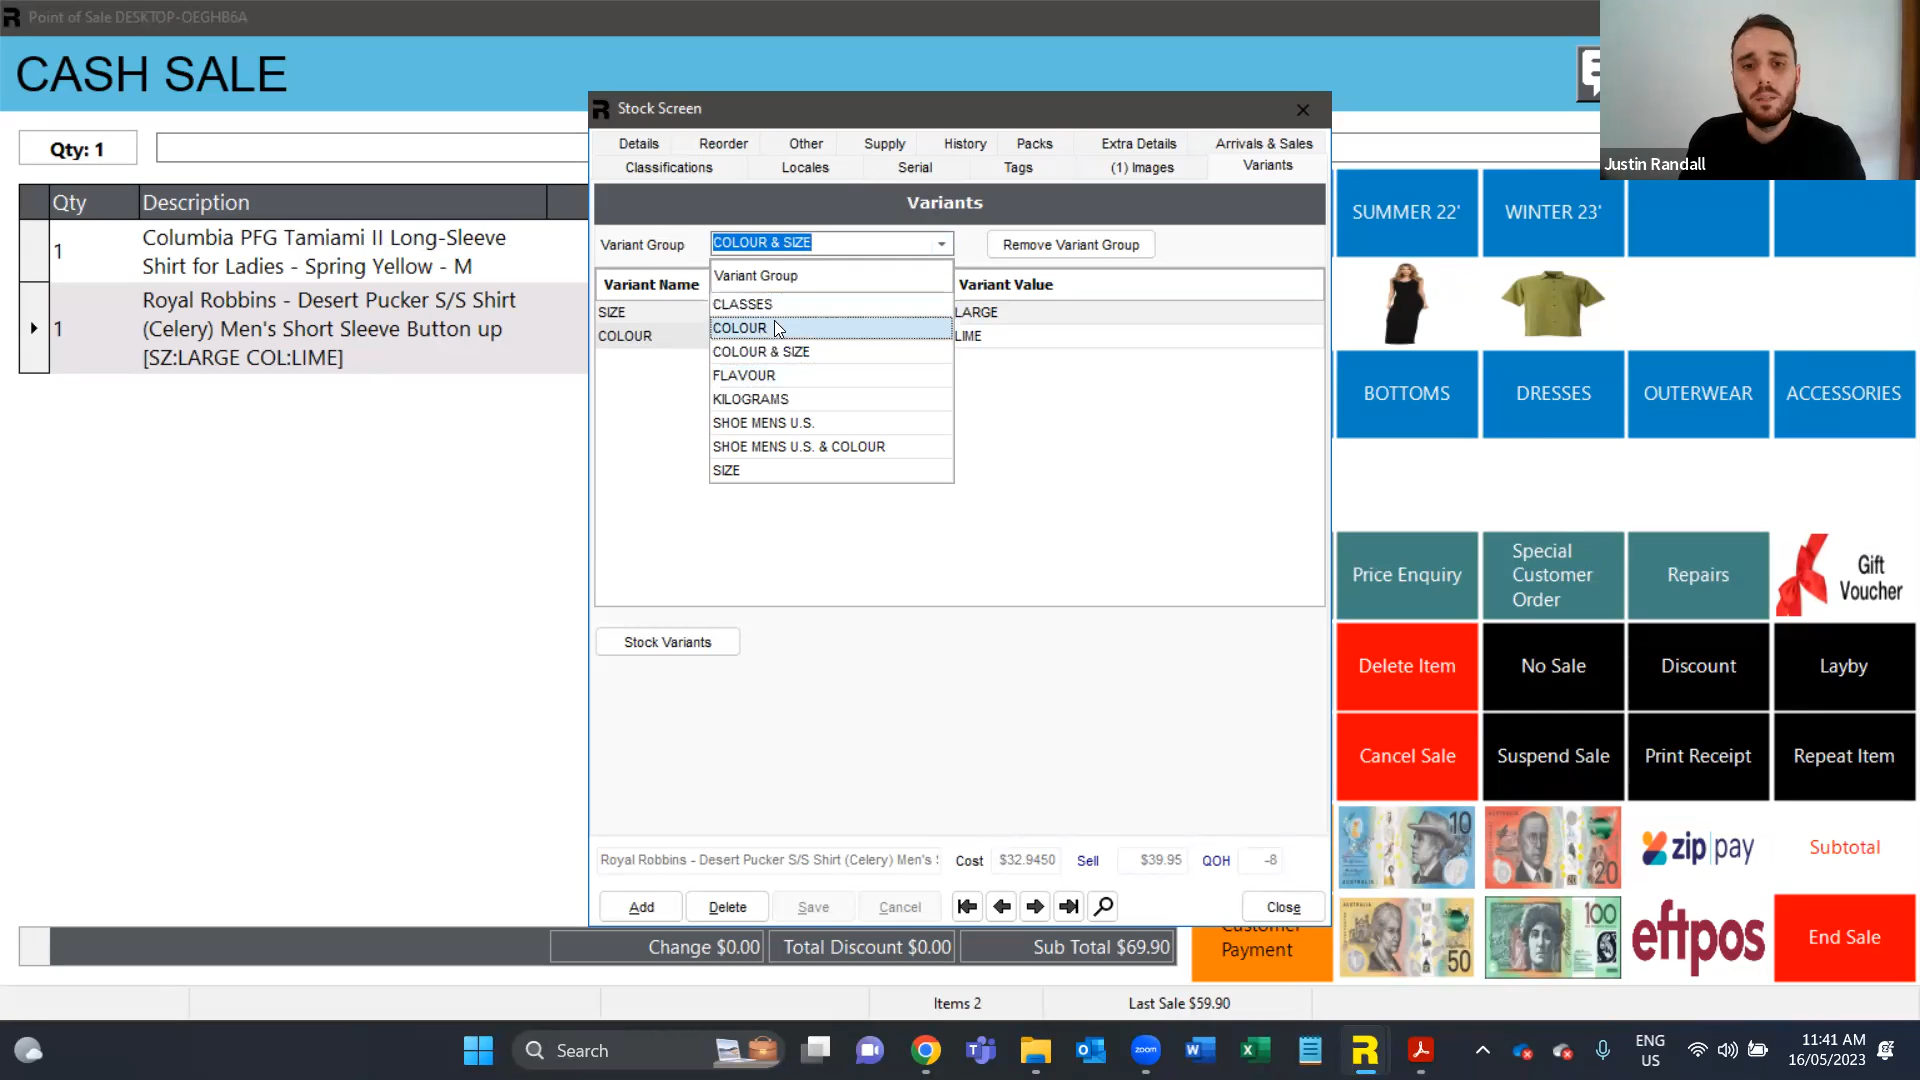 Point of Sale DESKTOP-OEGHB6A
CASH SALE
Justin Randall
Qty: 1
Qty
Description
1
Columbia PFG Tamiami II Long-Sleeve
Shirt for Ladies - Spring Yellow - M
1
Royal Robbins - Desert Pucker S/S Shirt
(Celery) Men's Short Sleeve Button up
[SZ:LARGE COL:LIME]
Stock Screen
Details
Reorder
Other
Supply
History
Packs
Extra Details
Arrivals & Sales
Classifications
Locales
Serial
Tags
(1) Images
Variants
Variants
Variant Group
COLOUR & SIZE
Remove Variant Group
Variant Name
Variant Group
Variant Value
SIZE
CLASSES
LARGE
COLOUR
COLOUR
LIME
COLOUR & SIZE
FLAVOUR
KILOGRAMS
SHOE MENS U.S.
SHOE MENS U.S. & COLOUR
SIZE
Stock Variants
Royal Robbins - Desert Pucker S/S Shirt (Celery) Men's
Cost
$32.9450
Sell
$39.95
QOH
-8
Add
Delete
Save
Cancel
Close
SUMMER 22'
WINTER 23'
BOTTOMS
DRESSES
OUTERWEAR
ACCESSORIES
Price Enquiry
Special
Customer
Order
Repairs
Gift
Voucher
Delete Item
No Sale
Discount
Layby
Cancel Sale
Suspend Sale
Print Receipt
Repeat Item
10
20
zip pay
Subtotal
50
100
eftpos
End Sale
Customer
Payment
Change $0.00
Total Discount $0.00
Sub Total $69.90
Items 2
Last Sale $59.90
Search
zoom
ENG
US
11:41 AM
16/05/2023